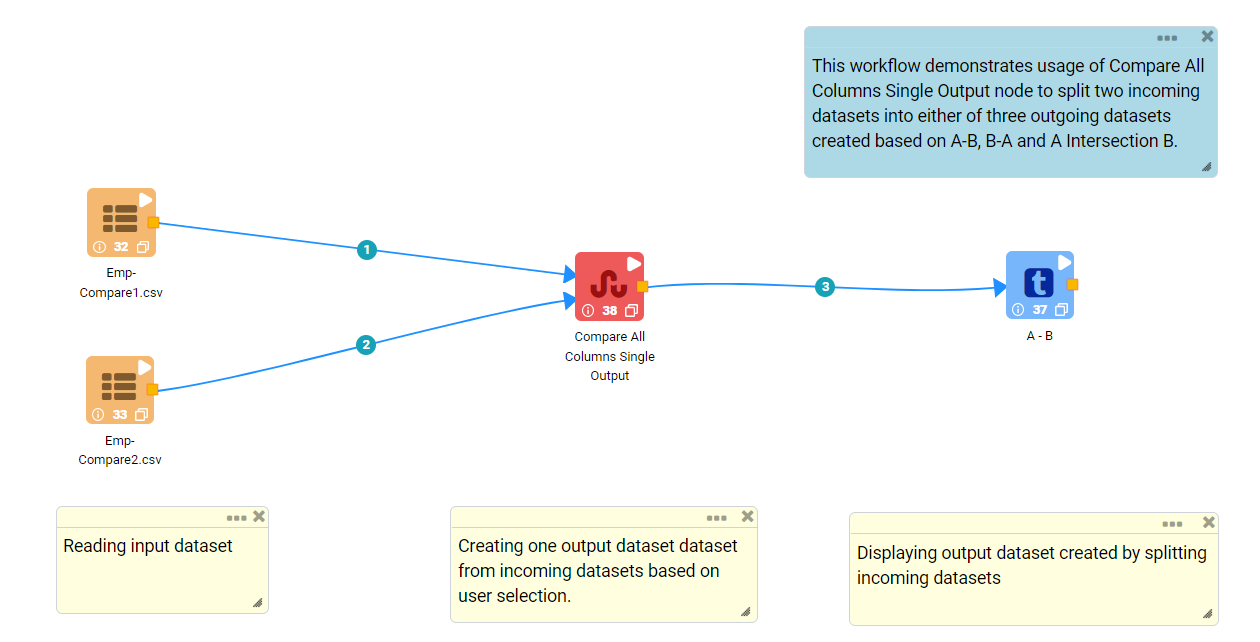 This workflow demonstrates usage of Compare All
Columns Single Output node to split two incoming
datasets into either of three outgoing datasets
created based on A-B, B-A and A Intersection B.
32
Emp-
Compare1.csv
1
38
Compare All
Columns Single
Output
3
t
37
A - B
2
33
Emp-
Compare2.csv
Reading input dataset
Creating one output dataset dataset
from incoming datasets based on
user selection.
Displaying output dataset created by splitting
incoming datasets